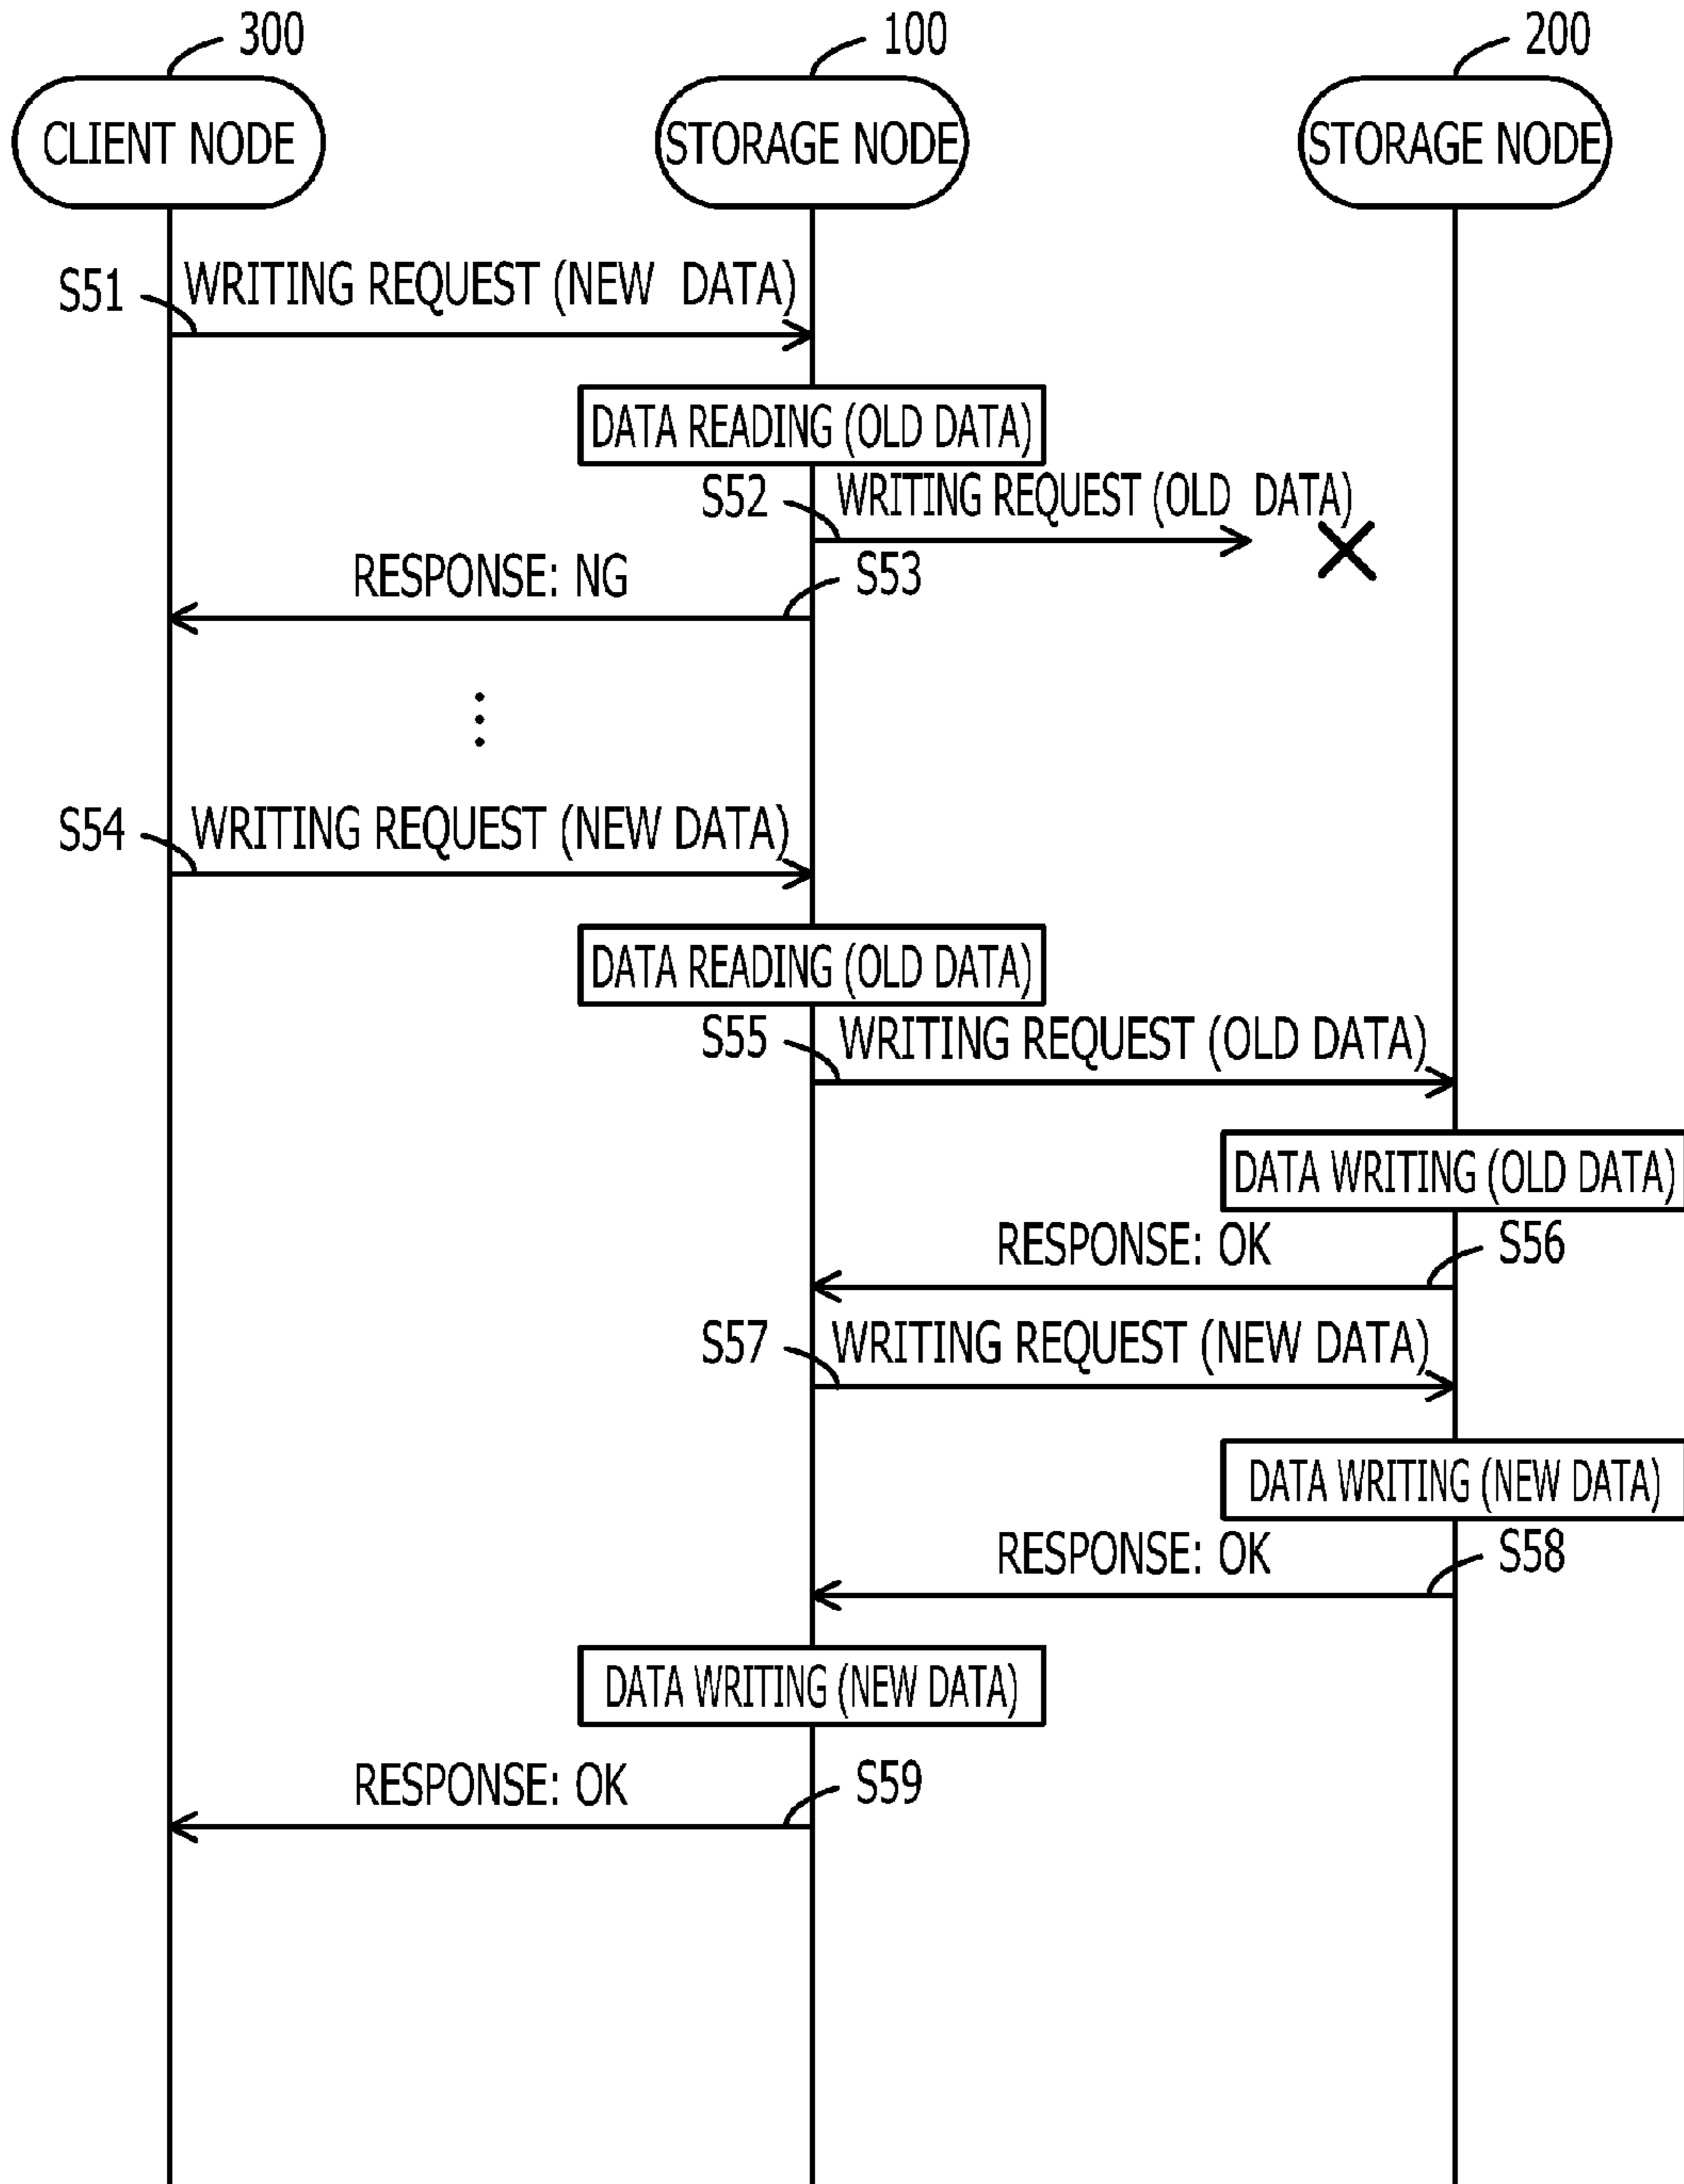 300
100
200
CLIENT NODE
STORAGE NODE
STORAGE NODE
S51
WRITING REQUEST (NEW DATA)
DATA READING (OLD DATA)
S52
WRITING REQUEST (OLD DATA)
RESPONSE: NG
S53
S54
WRITING REQUEST (NEW DATA)
DATA READING (OLD DATA)
S55
WRITING REQUEST (OLD DATA)
DATA WRITING (OLD DATA)
RESPONSE: OK
S56
S57
WRITING REQUEST (NEW DATA)
DATA WRITING (NEW DATA)
RESPONSE: OK
S58
DATA WRITING (NEW DATA)
RESPONSE: OK
S59